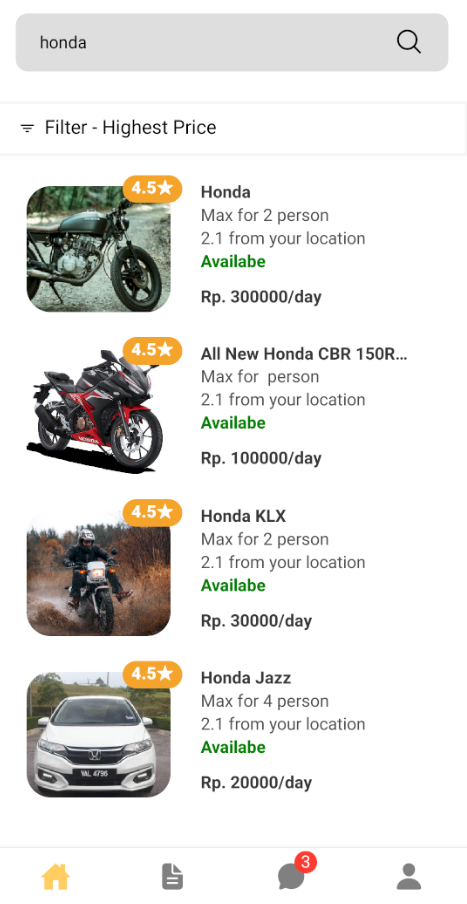 honda
Filter - Highest Price
4.5★
Honda
Max for 2 person
2.1 from your location
Availabe
Rp. 300000/day
4.5★
All New Honda CBR 150R...
Max for  person
2.1 from your location
Availabe
Rp. 100000/day
HONDA
4.5★
Honda KLX
Max for 2 person
2.1 from your location
Availabe
Rp. 30000/day
4.5★
Honda Jazz
Max for 4 person
2.1 from your location
Availabe
Rp. 20000/day
VAL 4796
3